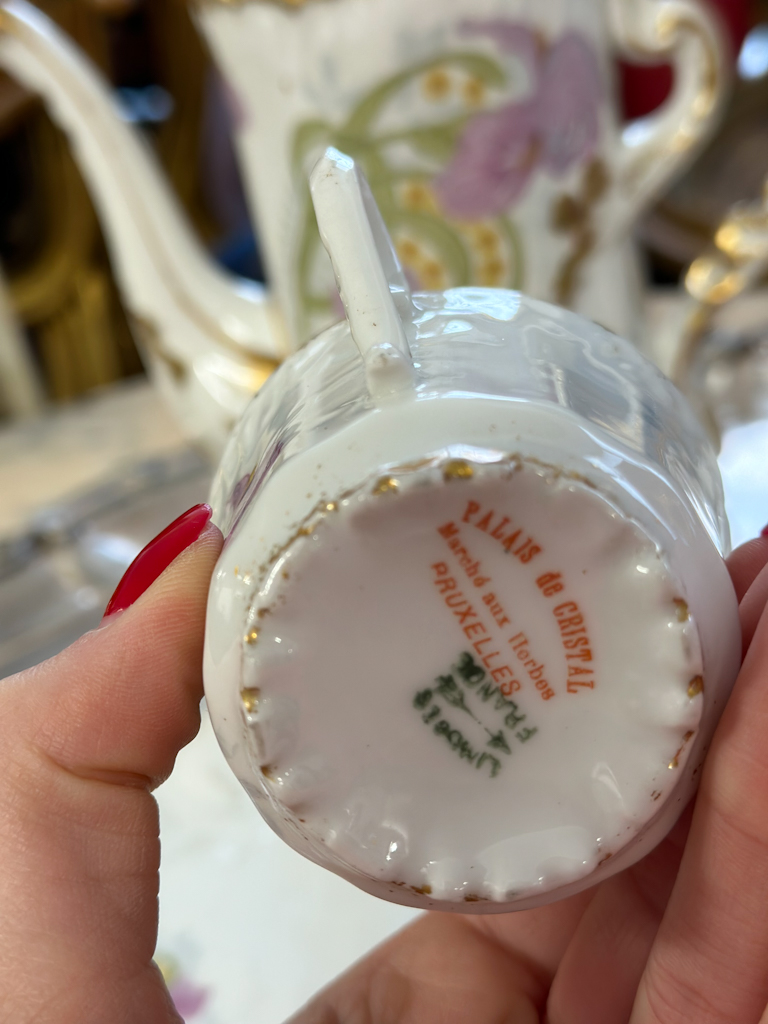 PALAIS de CRISTAL
Marché aux Herbes
BRUXELLES
LIMOGES
FRANCE